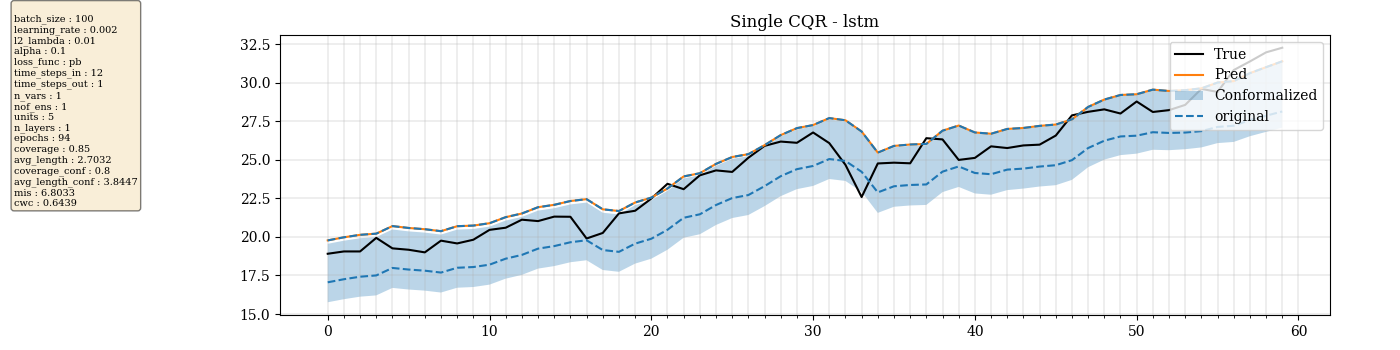 batch_size : 100
learning_rate : 0.002
l2_lambda : 0.01
alpha : 0.1
loss_func : pb
time_steps_in : 12
time_steps_out : 1
n_vars : 1
nof_ens : 1
units : 5
n_layers : 1
epochs : 94
coverage : 0.85
avg_length : 2.7032
coverage_conf : 0.8
avg_length_conf : 3.8447
mis : 6.8033
cwc : 0.6439
Single CQR - lstm
32.5
30.0
27.5
25.0
22.5
20.0
17.5
15.0
True
Pred
Conformalized
original
0 10 20 30 40 50 60